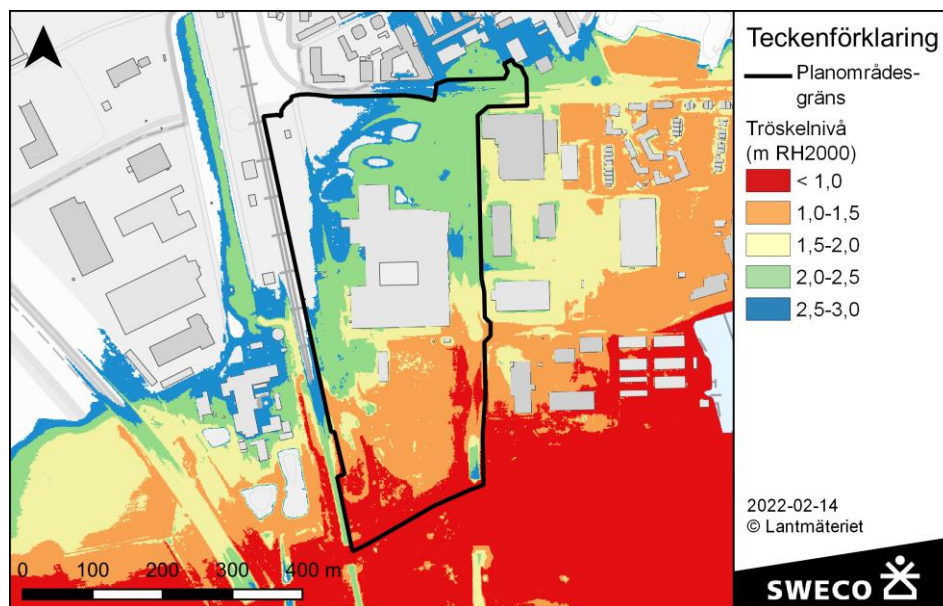 Teckenförklaring
Planområdes-
gräns
Tröskelnivå
(m RH2000)
< 1,0
1,0-1,5
1,5-2,0
2,0-2,5
2,5-3,0
2022-02-14
© Lantmäteriet
0 100 200 300 400 m
SWECO